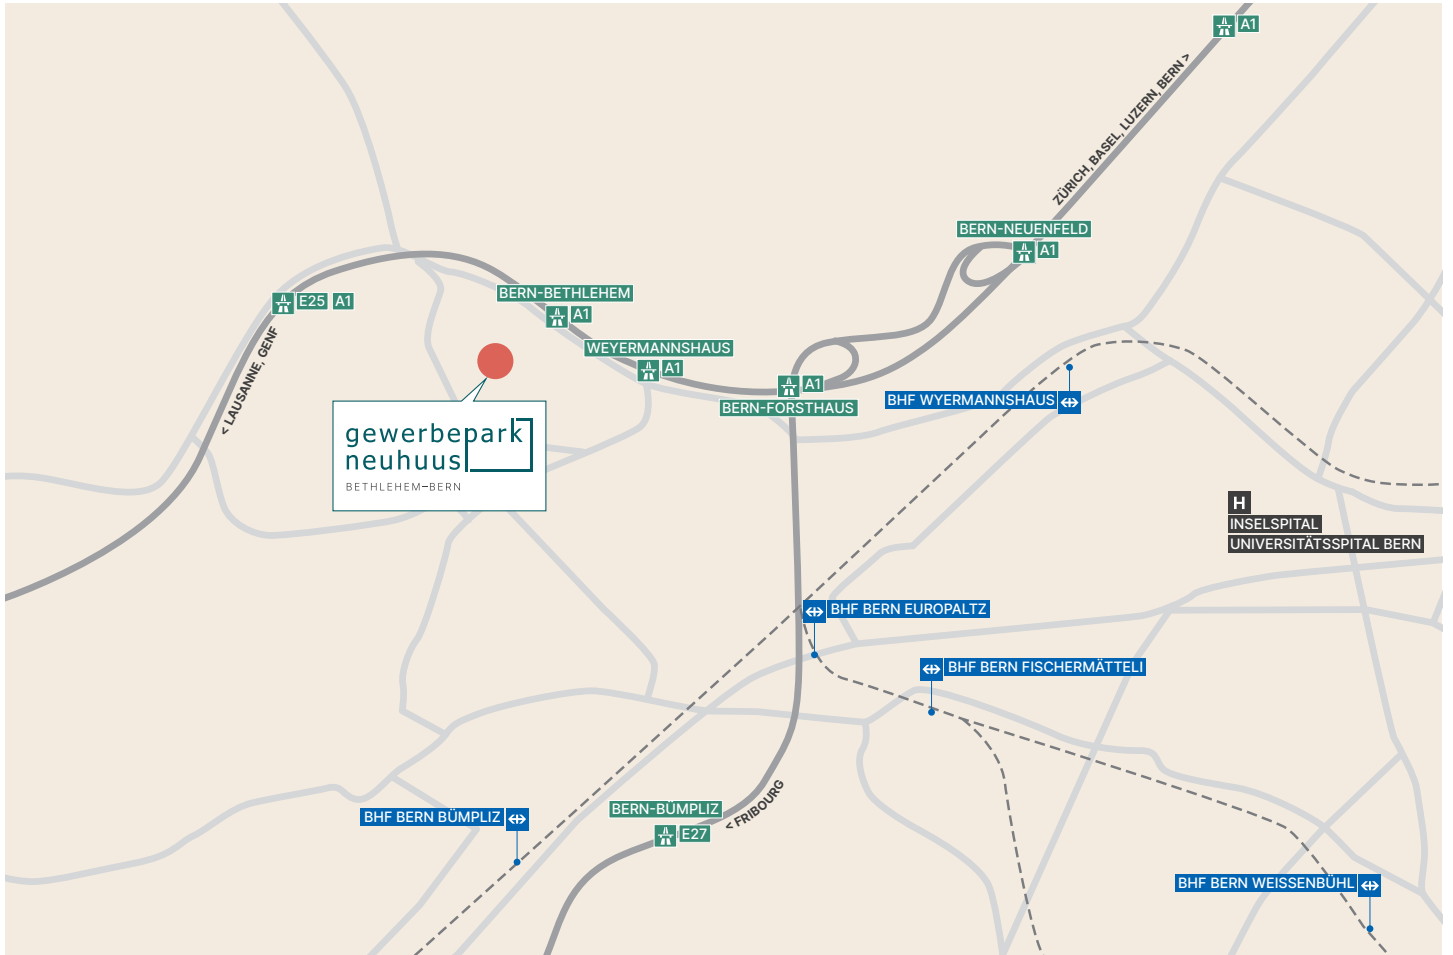 A1
ZÜRICH, BASEL, LUZERN, BERN >
BERN-NEUENFELD
A1
BERN-BETHLEHEM
A1
E25 A1
< LAUSANNE, GENF
WEYERMANNSHAUS
A1
A1
BERN-FORSTHAUS
BHF WYERMANNSHAUS
gewerbepark
neuhuus
BETHLEHEM–BERN
H
INSELSPITAL
UNIVERSITÄTSSPITAL BERN
BHF BERN EUROPALTZ
BHF BERN FISCHERMÄTTELI
BERN-BÜMPLIZ
E27
< FRIBOURG
BHF BERN BÜMPLIZ
BHF BERN WEISSENBÜHL